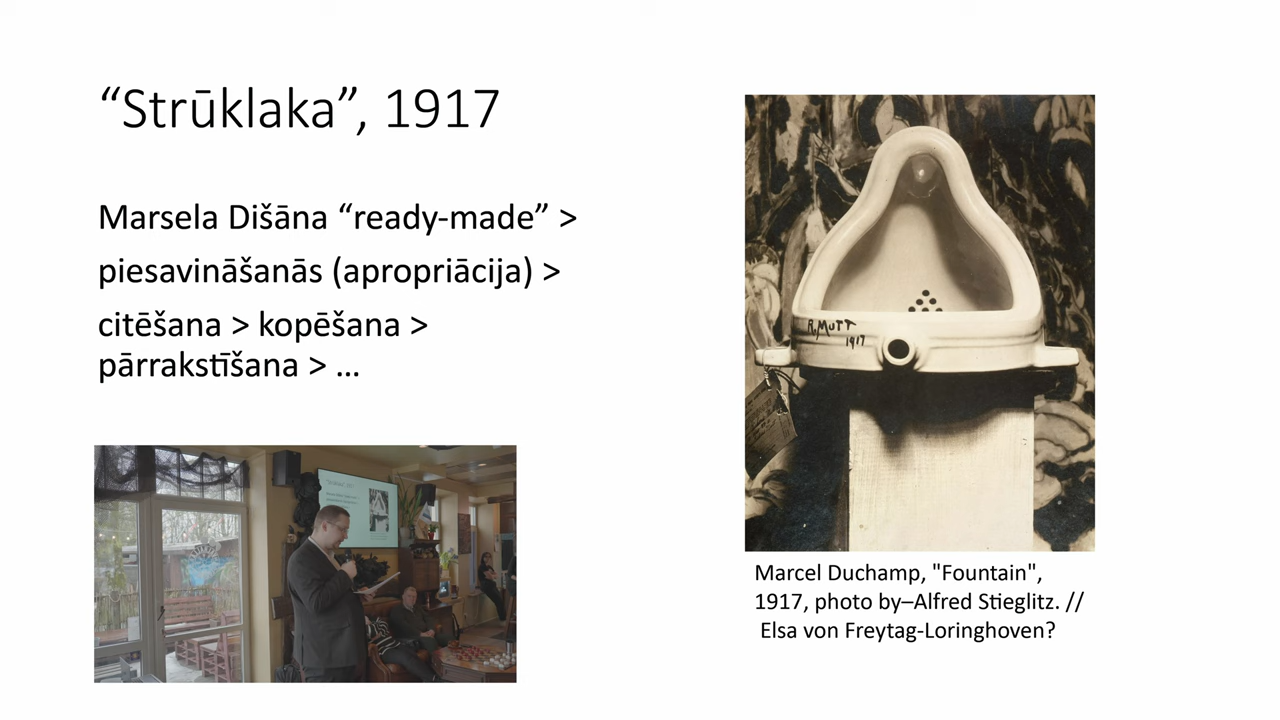 “Strūklaka”, 1917
Marsela Dišāna “ready-made” >
piesavināšanās (apropriācija) >
citēšana > kopēšana >
pārrakstīšana > ...
R. MUTT
1917
Marcel Duchamp, "Fountain",
1917, photo by–Alfred Stieglitz. //
Elsa von Freytag-Loringhoven?